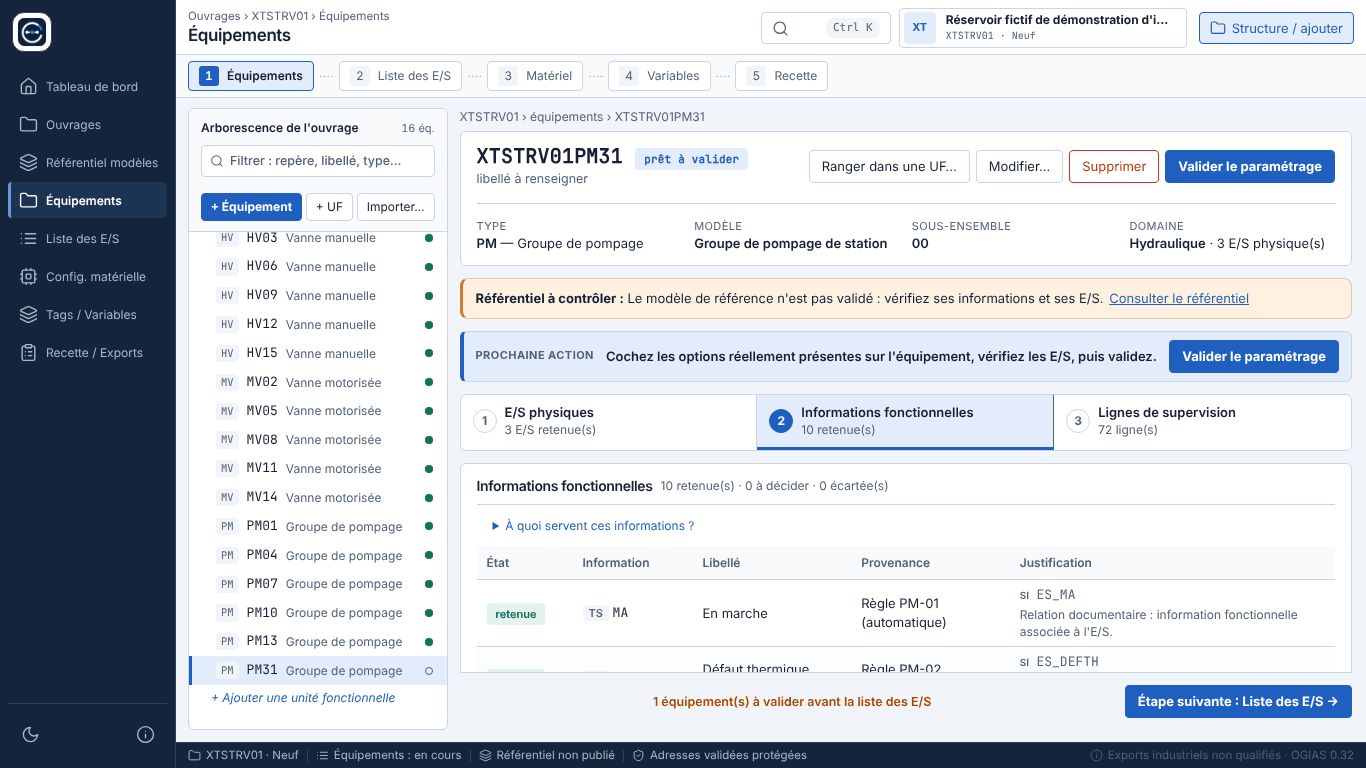 Tableau de bord
Ouvrages
Référentiel modèles
Équipements
Liste des E/S
Config. matérielle
Tags / Variables
Recette / Exports
Ouvrages › XTSTRV01 › Équipements
Équipements
Ctrl K
XT
Réservoir fictif de démonstration d'i...
XTSTRV01 · Neuf
Structure / ajouter
1 Équipements
2 Liste des E/S
3 Matériel
4 Variables
5 Recette
Arborescence de l'ouvrage 16 éq.
Filtrer : repère, libellé, type...
+ Équipement
+ UF
Importer...
HV HV03 Vanne manuelle
HV HV06 Vanne manuelle
HV HV09 Vanne manuelle
HV HV12 Vanne manuelle
HV HV15 Vanne manuelle
MV MV02 Vanne motorisée
MV MV05 Vanne motorisée
MV MV08 Vanne motorisée
MV MV11 Vanne motorisée
MV MV14 Vanne motorisée
PM PM01 Groupe de pompage
PM PM04 Groupe de pompage
PM PM07 Groupe de pompage
PM PM10 Groupe de pompage
PM PM13 Groupe de pompage
PM PM31 Groupe de pompage
+ Ajouter une unité fonctionnelle
XTSTRV01 › équipements › XTSTRV01PM31
XTSTRV01PM31 prêt à valider
libellé à renseigner
Ranger dans une UF...
Modifier...
Supprimer
Valider le paramétrage
TYPE
PM — Groupe de pompage
MODÈLE
Groupe de pompage de station
SOUS-ENSEMBLE
00
DOMAINE
Hydraulique · 3 E/S physique(s)
Référentiel à contrôler : Le modèle de référence n'est pas validé : vérifiez ses informations et ses E/S. Consulter le référentiel
PROCHAINE ACTION Cochez les options réellement présentes sur l'équipement, vérifiez les E/S, puis validez.
Valider le paramétrage
1 E/S physiques
3 E/S retenue(s)
2 Informations fonctionnelles
10 retenue(s)
3 Lignes de supervision
72 ligne(s)
Informations fonctionnelles 10 retenue(s) · 0 à décider · 0 écartée(s)
► À quoi servent ces informations ?
État Information Libellé Provenance Justification
retenue TS MA En marche
Règle PM-01
(automatique)
SI ES_MA
Relation documentaire : information fonctionnelle
associée à l'E/S.
Défaut thermique Règle PM-02
SI ES_DEFTH
1 équipement(s) à valider avant la liste des E/S
Étape suivante : Liste des E/S →
XTSTRV01 · Neuf
Équipements : en cours
Référentiel non publié
Adresses validées protégées
Exports industriels non qualifiés · OGIAS 0.32